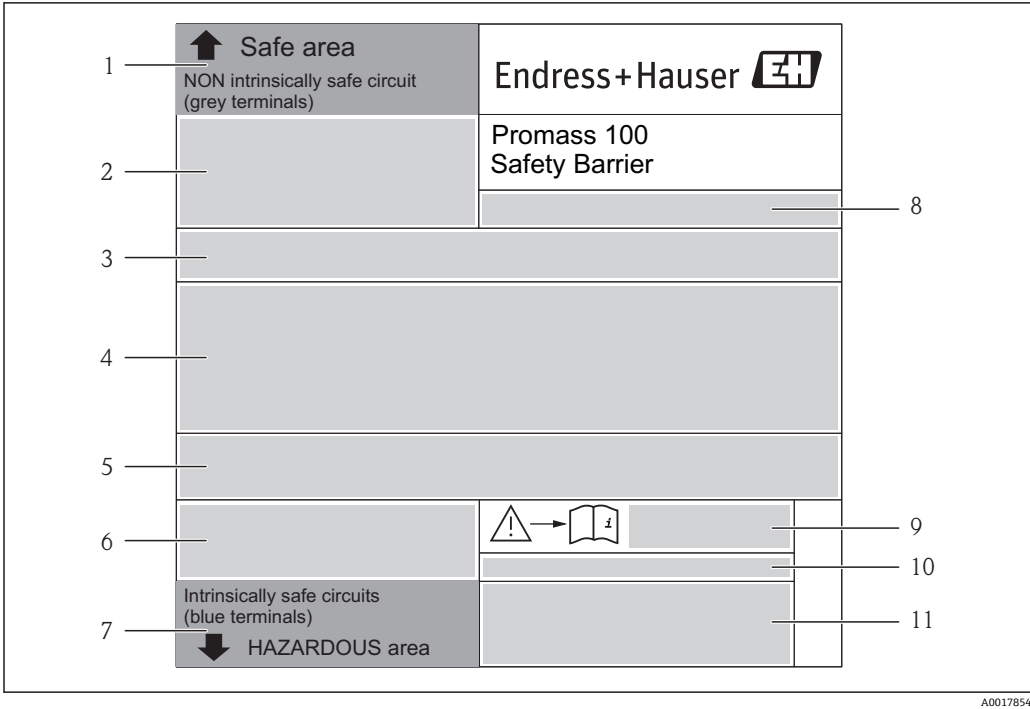 Safe area
1
NON intrinsically safe circuit
(grey terminals)
Endress+Hauser EH
Promass 100
Safety Barrier
2
8
3
4
5
6
i
9
10
Intrinsically safe circuits
(blue terminals)
7
HAZARDOUS area
11
A0017854